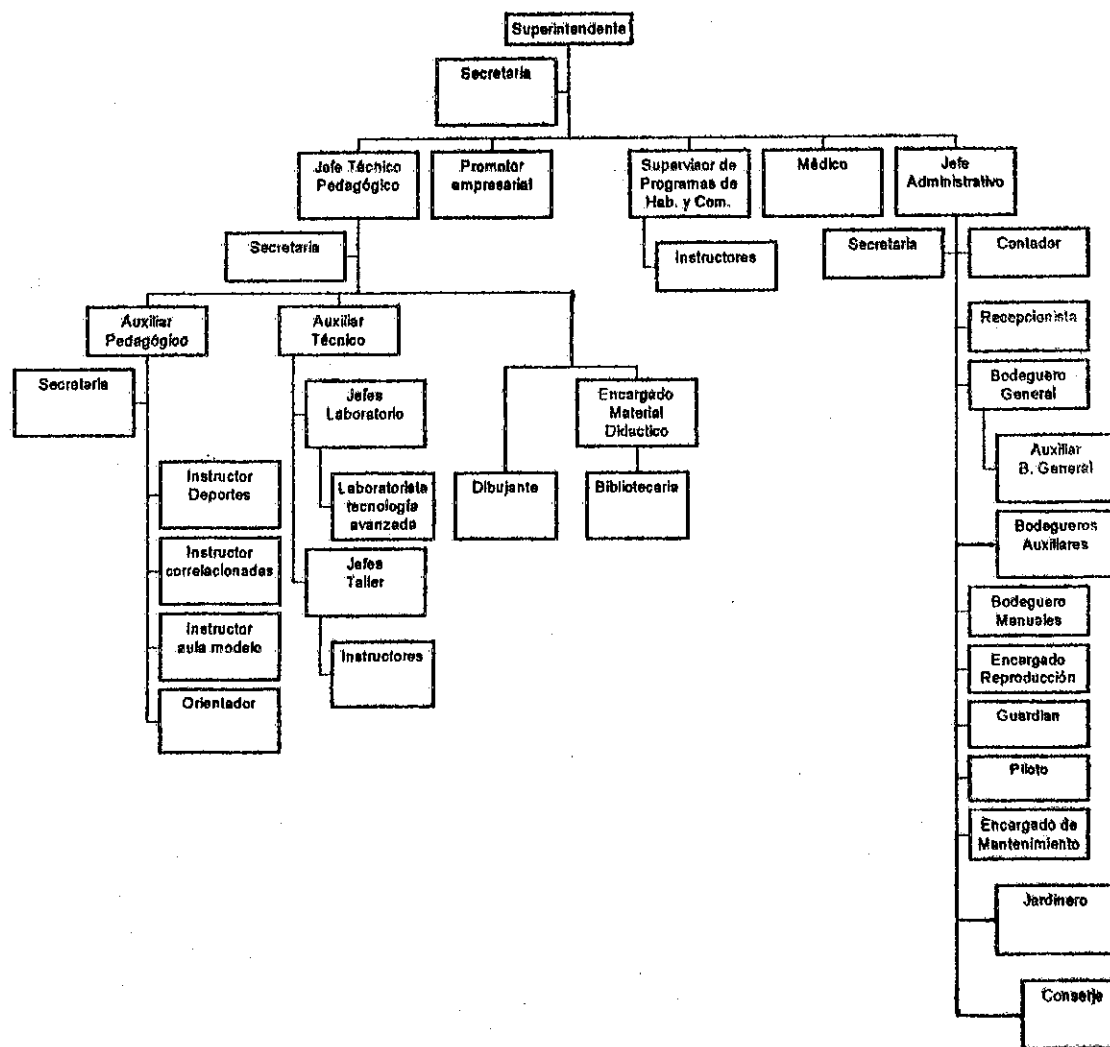 Superintendente
Secretaria
Jefe Técnico
Pedagógico
Promotor
empresarial
Supervisor de
Programas de
Hab. y Com.
Médico
Jefe
Administrativo
Secretaria
Instructores
Secretaria
Contador
Auxiliar
Pedagógico
Auxiliar
Técnico
Recepcionista
Secretaria
Jefes
Laboratorio
Encargado
Material
Didactico
Bodeguero
General
Auxiliar
B. General
Instructor
Deportes
Laboratorista
tecnología
avanzada
Dibujante
Bibliotecaria
Bodegueros
Auxiliares
Instructor
correlacionadas
Jefes
Taller
Bodeguero
Manuales
Instructor
aula modelo
Instructores
Encargado
Reproducción
Orientador
Guardian
Piloto
Encargado de
Mantenimiento
Jardinero
Conserje